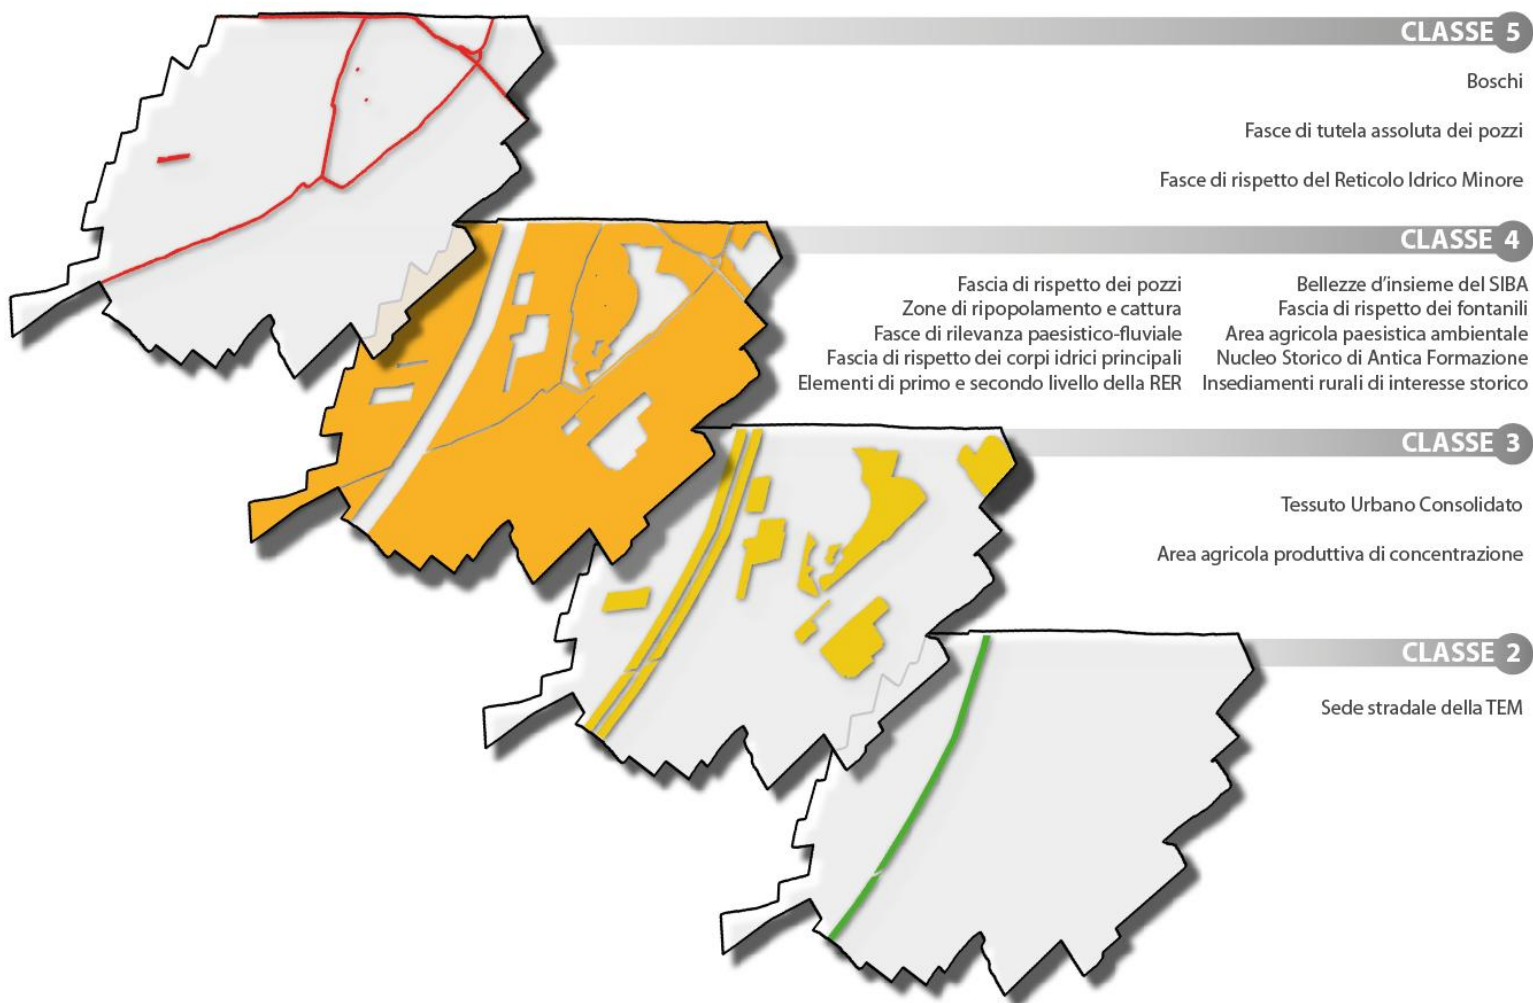 CLASSE 5
Boschi
Fasce di tutela assoluta dei pozzi
Fasce di rispetto del Reticolo Idrico Minore
CLASSE 4
Fascia di rispetto dei pozzi
Zone di ripopolamento e cattura
Fasce di rilevanza paesistico-fluviale
Fascia di rispetto dei corpi idrici principali
Elementi di primo e secondo livello della RER
Bellezze d'insieme del SIBA
Fascia di rispetto dei fontanili
Area agricola paesistica ambientale
Nucleo Storico di Antica Formazione
Insediamenti rurali di interesse storico
CLASSE 3
Tessuto Urbano Consolidato
Area agricola produttiva di concentrazione
CLASSE 2
Sede stradale della TEM